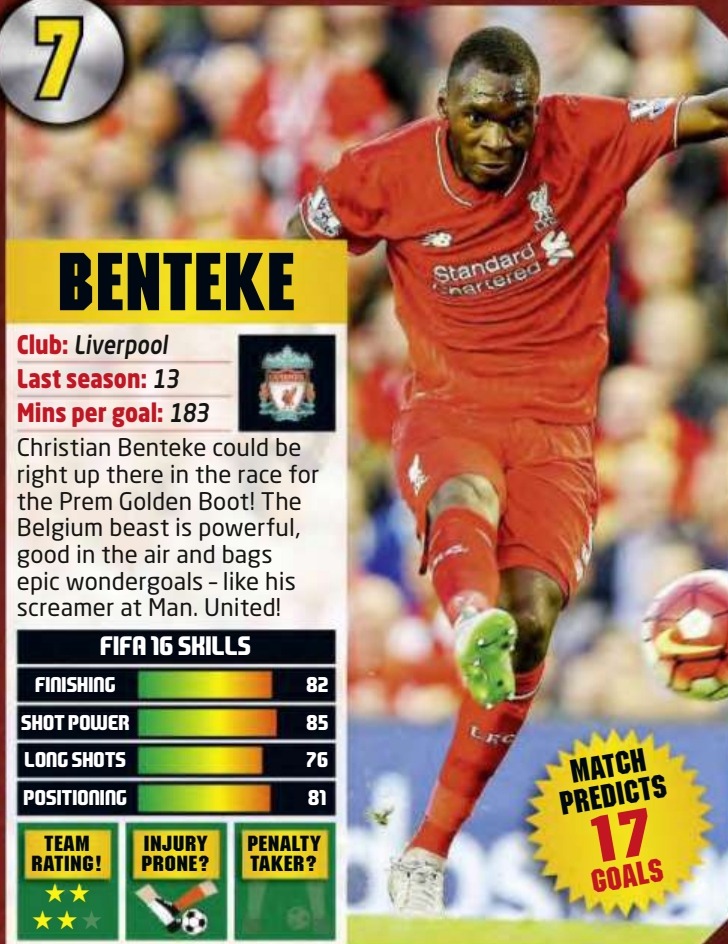 7
BENTEKE
Club: Liverpool
Last season: 13
Mins per goal: 183
Christian Benteke could be
right up there in the race for
the Prem Golden Boot! The
Belgium beast is powerful,
good in the air and bags
epic wondergoals – like his
screamer at Man. United!
FIFA 16 SKILLS
FINISHING 82
SHOT POWER 85
LONG SHOTS 76
POSITIONING 81
TEAM
RATING!
INJURY
PRONE?
PENALTY
TAKER?
Standard
Chartered
L.F.C.
MATCH
PREDICTS
17
GOALS